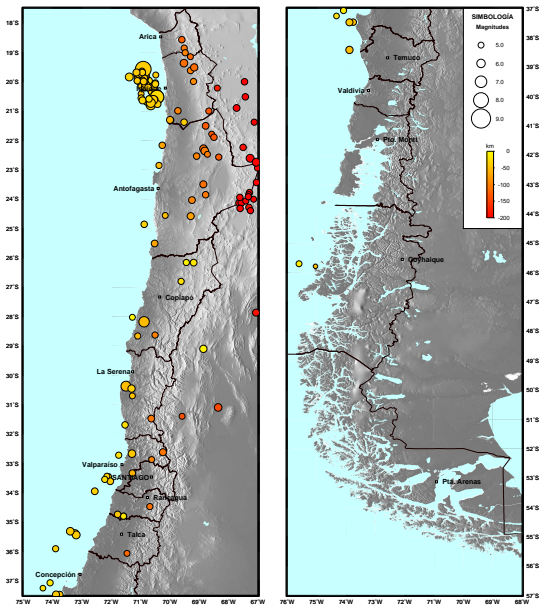 18°S
19°S
20°S
21°S
22°S
23°S
24°S
25°S
26°S
27°S
28°S
29°S
30°S
31°S
32°S
33°S
34°S
35°S
36°S
37°S
75°W
74°W
73°W
72°W
71°W
70°W
69°W
68°W
67°W
Arica
Antofagasta
Copiapó
La Serena
Valparaíso
SANTIAGO
Rancagua
Talca
Concepción
38°S
39°S
40°S
41°S
42°S
43°S
44°S
45°S
46°S
47°S
48°S
49°S
50°S
51°S
52°S
53°S
54°S
55°S
56°S
76°W
75°W
74°W
73°W
72°W
71°W
70°W
69°W
68°W
Temuco
Valdivia
Pto. Montt
Coyhaique
Pta. Arenas
SIMBOLOGÍA
Magnitudes
5.0
6.0
7.0
8.0
9.0
km
0
-50
-100
-150
-200